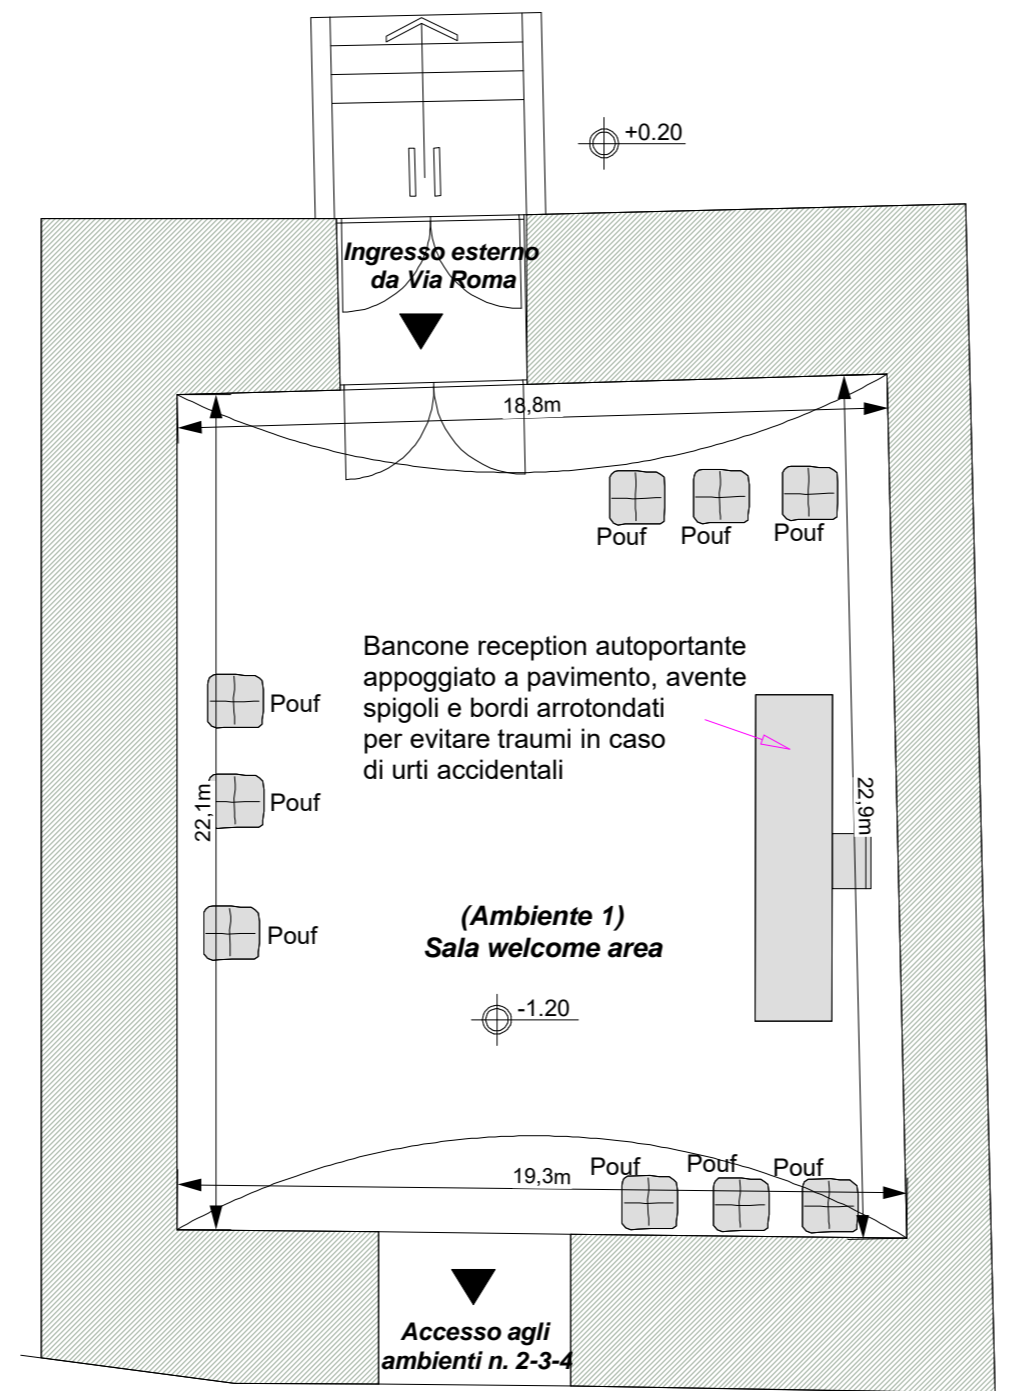 +0.20
Ingresso esterno
da Via Roma
18,8m
Pouf
Pouf
Pouf
Bancone reception autoportante
appoggiato a pavimento, avente
spigoli e bordi arrotondati
per evitare traumi in caso
di urti accidentali
Pouf
22,1m
Pouf
22,9m
Pouf
(Ambiente 1)
Sala welcome area
-1.20
Pouf
Pouf
Pouf
19,3m
Accesso agli
ambienti n. 2-3-4